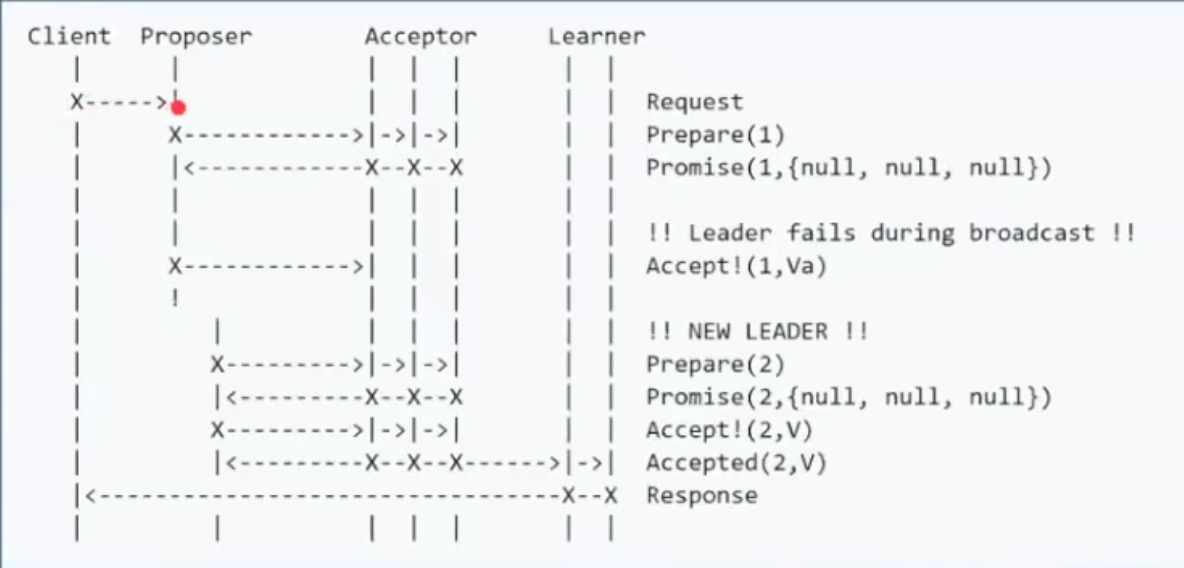 Client Proposer Acceptor Learner
Request
Prepare(1)
Promise(1,{null, null, null})
!! Leader fails during broadcast !!
Accept!(1,Va)
!
!! NEW LEADER !!
Prepare(2)
Promise(2,{null, null, null})
Accept!(2,V)
Accepted(2,V)
Response